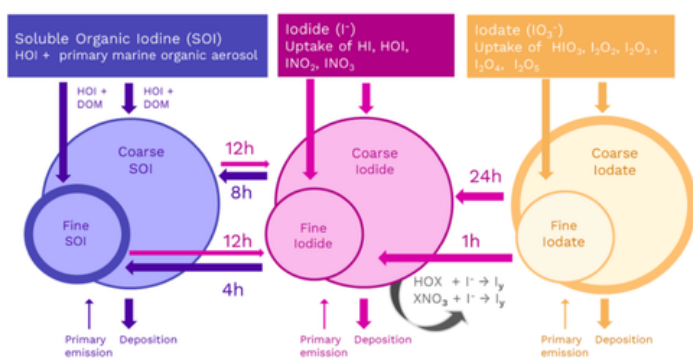 Soluble Organic Iodine (SOI)
HOI + primary marine organic aerosol
Iodide (I⁻)
Uptake of HI, HOI,
INO₂, INO₃
Iodate (IO₃⁻)
Uptake of HIO₃, I₂O₂, I₂O₃,
I₂O₄, I₂O₅
HOI +
DOM
HOI +
DOM
Coarse
SOI
Fine
SOI
12h
8h
12h
4h
Coarse
Iodide
Fine
Iodide
24h
1h
Coarse
Iodate
Fine
Iodate
HOX + I⁻ → Iy
XNO₃ + I⁻ → Iy
Primary
emission
Deposition
Primary
emission
Deposition
Primary
emission
Deposition